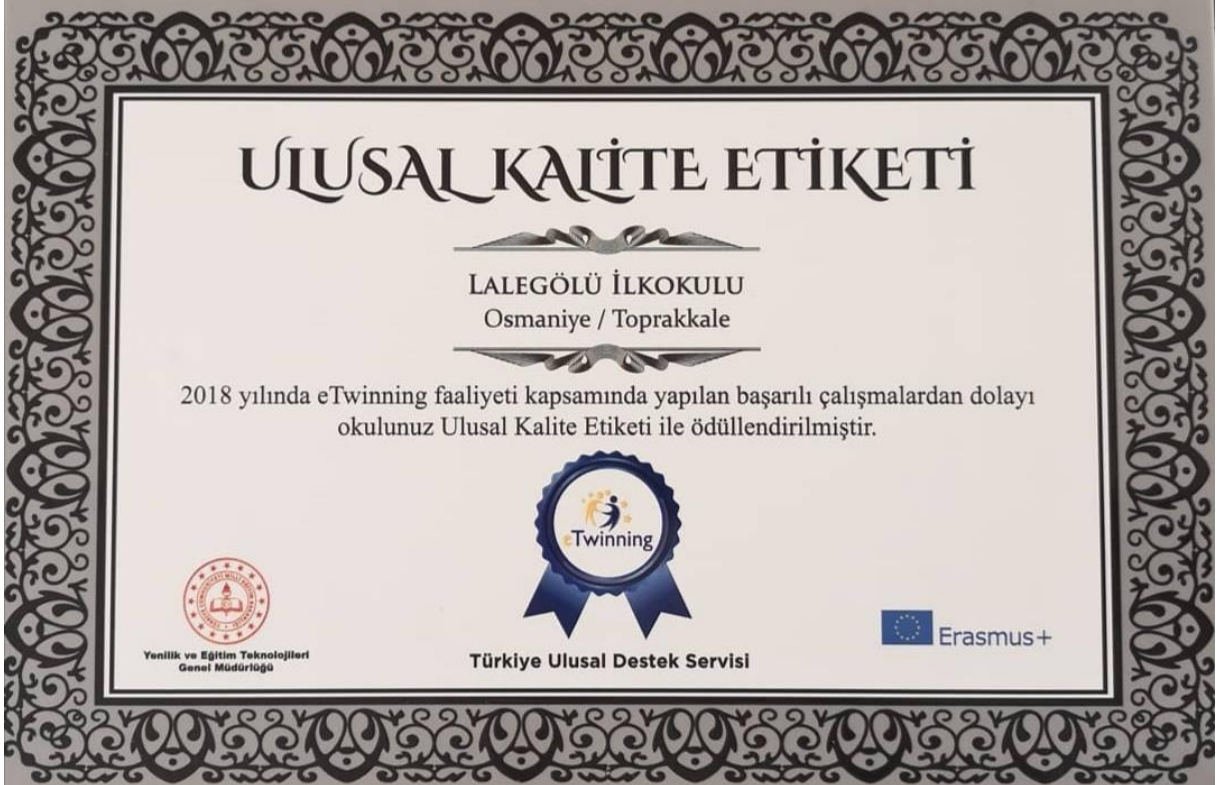 ULUSAL KALİTE ETİKETİ
LALEGÖLÜ İLKOKULU
Osmaniye / Toprakkale
2018 yılında eTwinning faaliyeti kapsamında yapılan başarılı çalışmalardan dolayı
okulunuz Ulusal Kalite Etiketi ile ödüllendirilmiştir.
eTwinning
Yenilik ve Eğitim Teknolojileri
Genel Müdürlüğü
Türkiye Ulusal Destek Servisi
Erasmus+